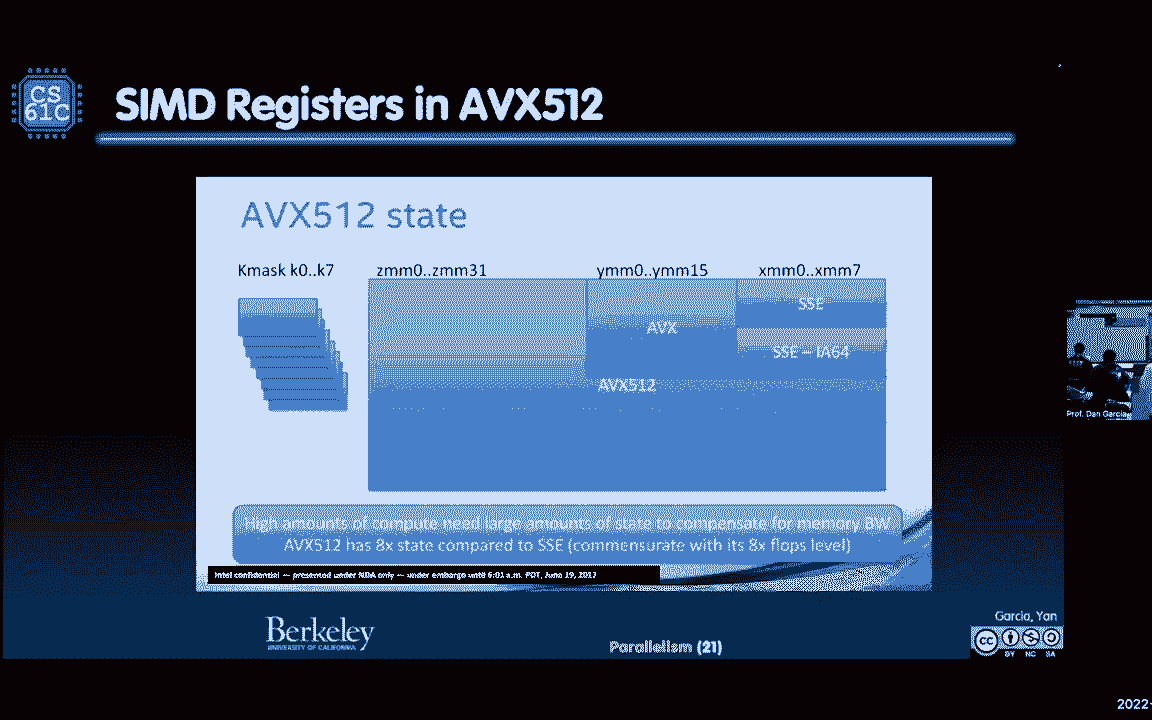 CS
61C
SIMD Registers in AVX512
AVX512 state
Kmask k0..k7
zmm0..zmm31
ymm0..ymm15
xmm0..xmm7
SSE
AVX
SSE – IA64
AVX512
High amounts of compute need large amounts of state to compensate for memory BW
AVX512 has 8x state compared to SSE (commensurate with its 8x flops level)
Intel confidential — presented under NDA only — under embargo until 6:01 a.m. PDT, June 19, 2017
Prof. Dan Garcia
Berkeley
UNIVERSITY OF CALIFORNIA
Parallelism (21)
Garcia, Yan
CC
BY NC SA
2022-